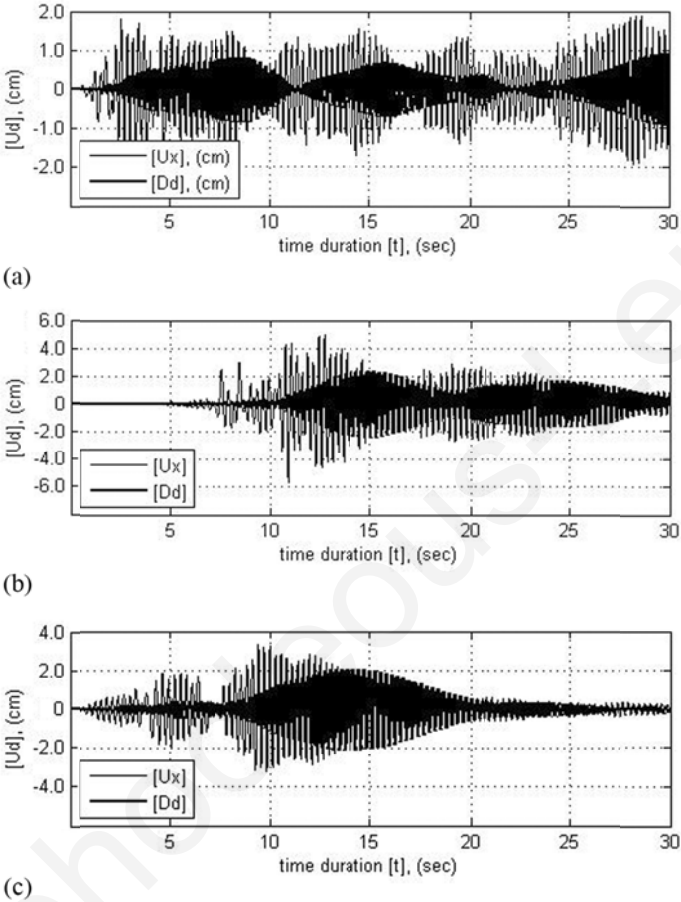 2.0
1.0
0
-1.0
-2.0
[Ud], (cm)
[Ux], (cm)
[Dd], (cm)
5 10 15 20 25 30
time duration [t], (sec)
(a)
6.0
4.0
2.0
0
-2.0
-4.0
-6.0
[Ud], (cm)
[Ux]
[Dd]
5 10 15 20 25 30
time duration [t], (sec)
(b)
4.0
2.0
0
-2.0
-4.0
[Ud], (cm)
[Ux]
[Dd]
5 10 15 20 25 30
time duration [t], (sec)
(c)